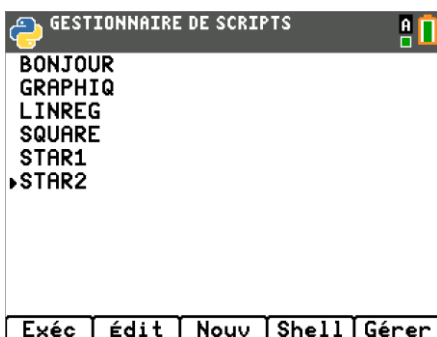 GESTIONNAIRE DE SCRIPTS A
BONJOUR
GRAPHIQ
LINREG
SQUARE
STAR1
STAR2
Exéc Édit Nouv Shell Gérer